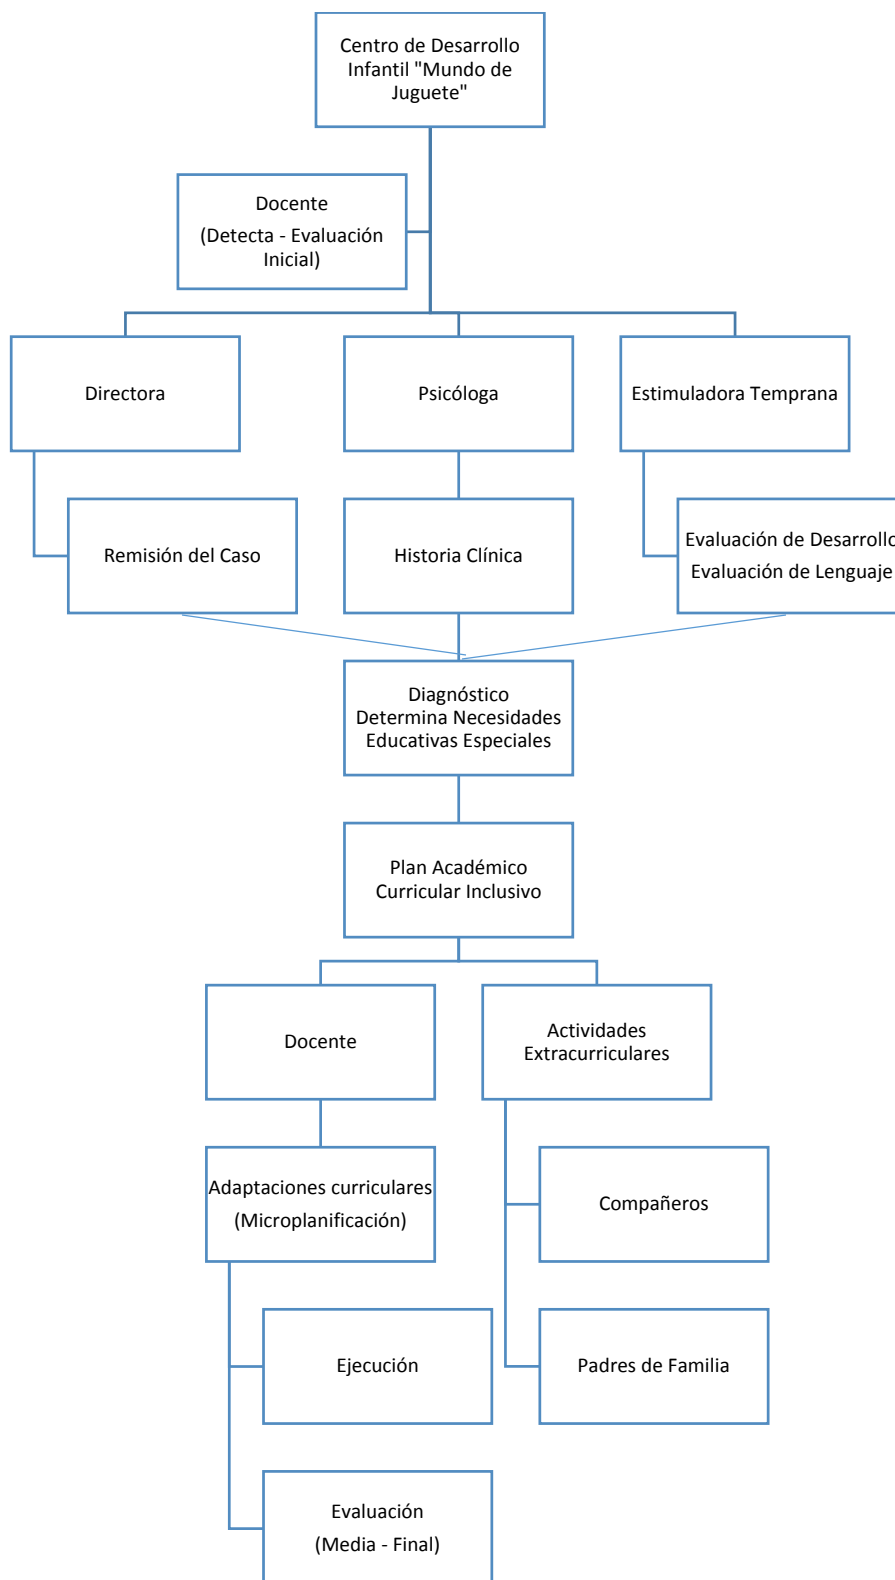 Centro de Desarrollo
Infantil "Mundo de
Juguete"
Docente
(Detecta - Evaluación
Inicial)
Directora
Psicóloga
Estimuladora Temprana
Remisión del Caso
Historia Clínica
Evaluación de Desarrollo
Evaluación de Lenguaje
Diagnóstico
Determina Necesidades
Educativas Especiales
Plan Académico
Curricular Inclusivo
Docente
Actividades
Extracurriculares
Adaptaciones curriculares
(Microplanificación)
Compañeros
Ejecución
Padres de Familia
Evaluación
(Media - Final)